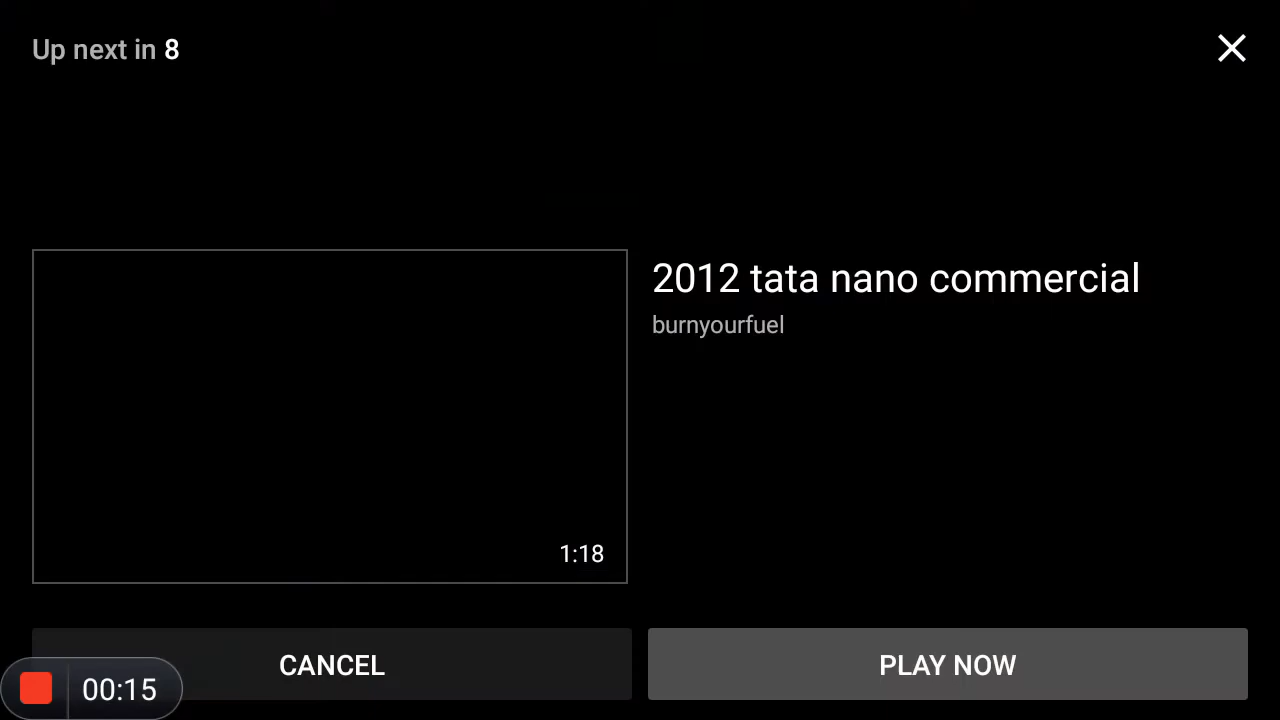 Up next in 8
2012 tata nano commercial
burnyourfuel
1:18
CANCEL
PLAY NOW
00:15